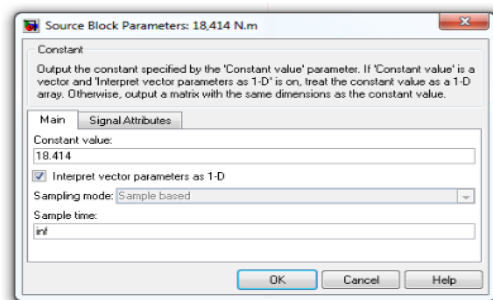 Source Block Parameters: 18,414 N.m
Constant
Output the constant specified by the 'Constant value' parameter. If 'Constant value' is a
vector and 'Interpret vector parameters as 1-D' is on, treat the constant value as a 1-D
array. Otherwise, output a matrix with the same dimensions as the constant value.
Main Signal Attributes
Constant value:
18.414
Interpret vector parameters as 1-D
Sampling mode: Sample based
Sample time:
inf
OK Cancel Help